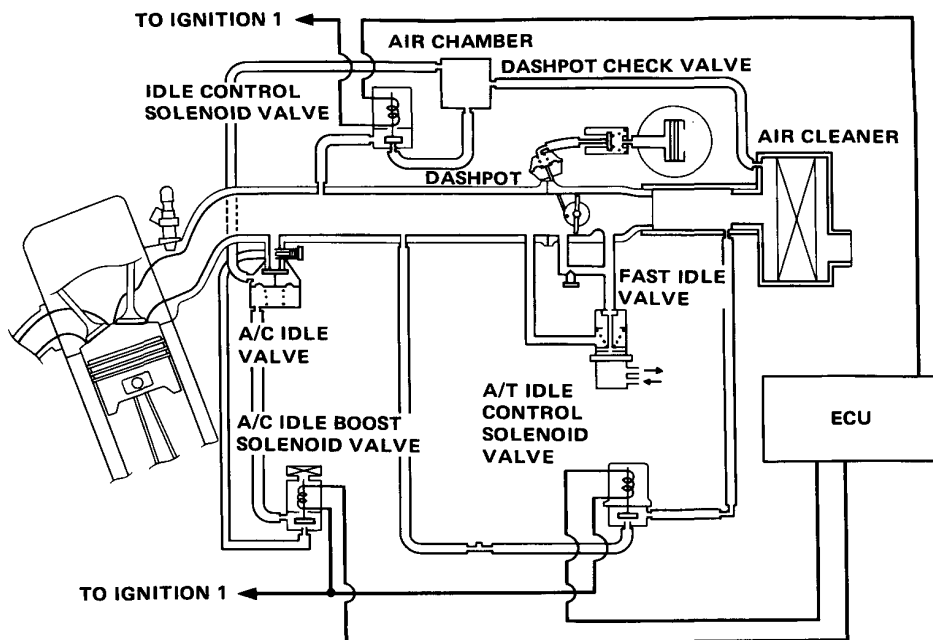 TO IGNITION 1
AIR CHAMBER
DASHPOT CHECK VALVE
IDLE CONTROL
SOLENOID VALVE
AIR CLEANER
DASHPOT
FAST IDLE
VALVE
A/C IDLE
VALVE
A/T IDLE
CONTROL
SOLENOID
VALVE
ECU
A/C IDLE BOOST
SOLENOID VALVE
TO IGNITION 1